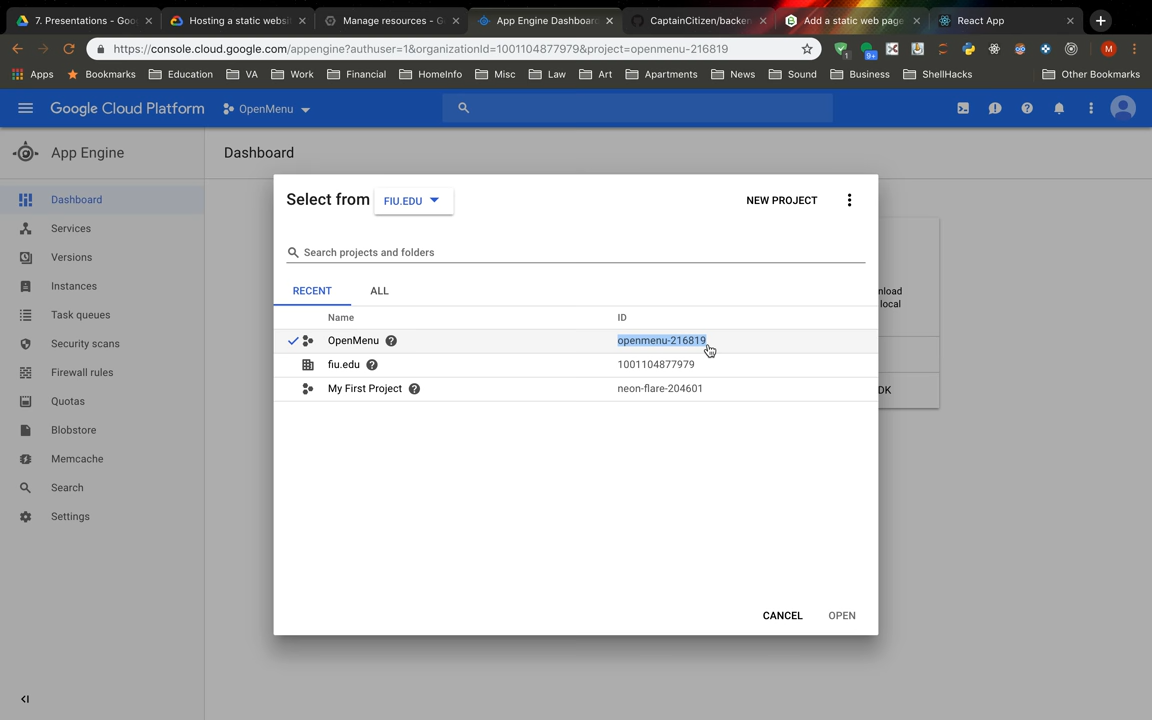 7. Presentations - Goo
Hosting a static websi
Manage resources - G
App Engine Dashboard
CaptainCitizen/backen
Add a static web page
React App
https://console.cloud.google.com/appengine?authuser=1&organizationId=1001104877979&project=openmenu-216819
1
9+
M
Apps
Bookmarks
Education
VA
Work
Financial
HomeInfo
Misc
Law
Art
Apartments
News
Sound
Business
ShellHacks
Other Bookmarks
Google Cloud Platform
OpenMenu
App Engine
Dashboard
Dashboard
Services
Versions
Instances
Task queues
Security scans
Firewall rules
Quotas
Blobstore
Memcache
Search
Settings
Select from
FIU.EDU
NEW PROJECT
Search projects and folders
RECENT
ALL
Name
ID
OpenMenu
openmenu-216819
fiu.edu
1001104877979
My First Project
neon-flare-204601
CANCEL
OPEN
nload
local
DK